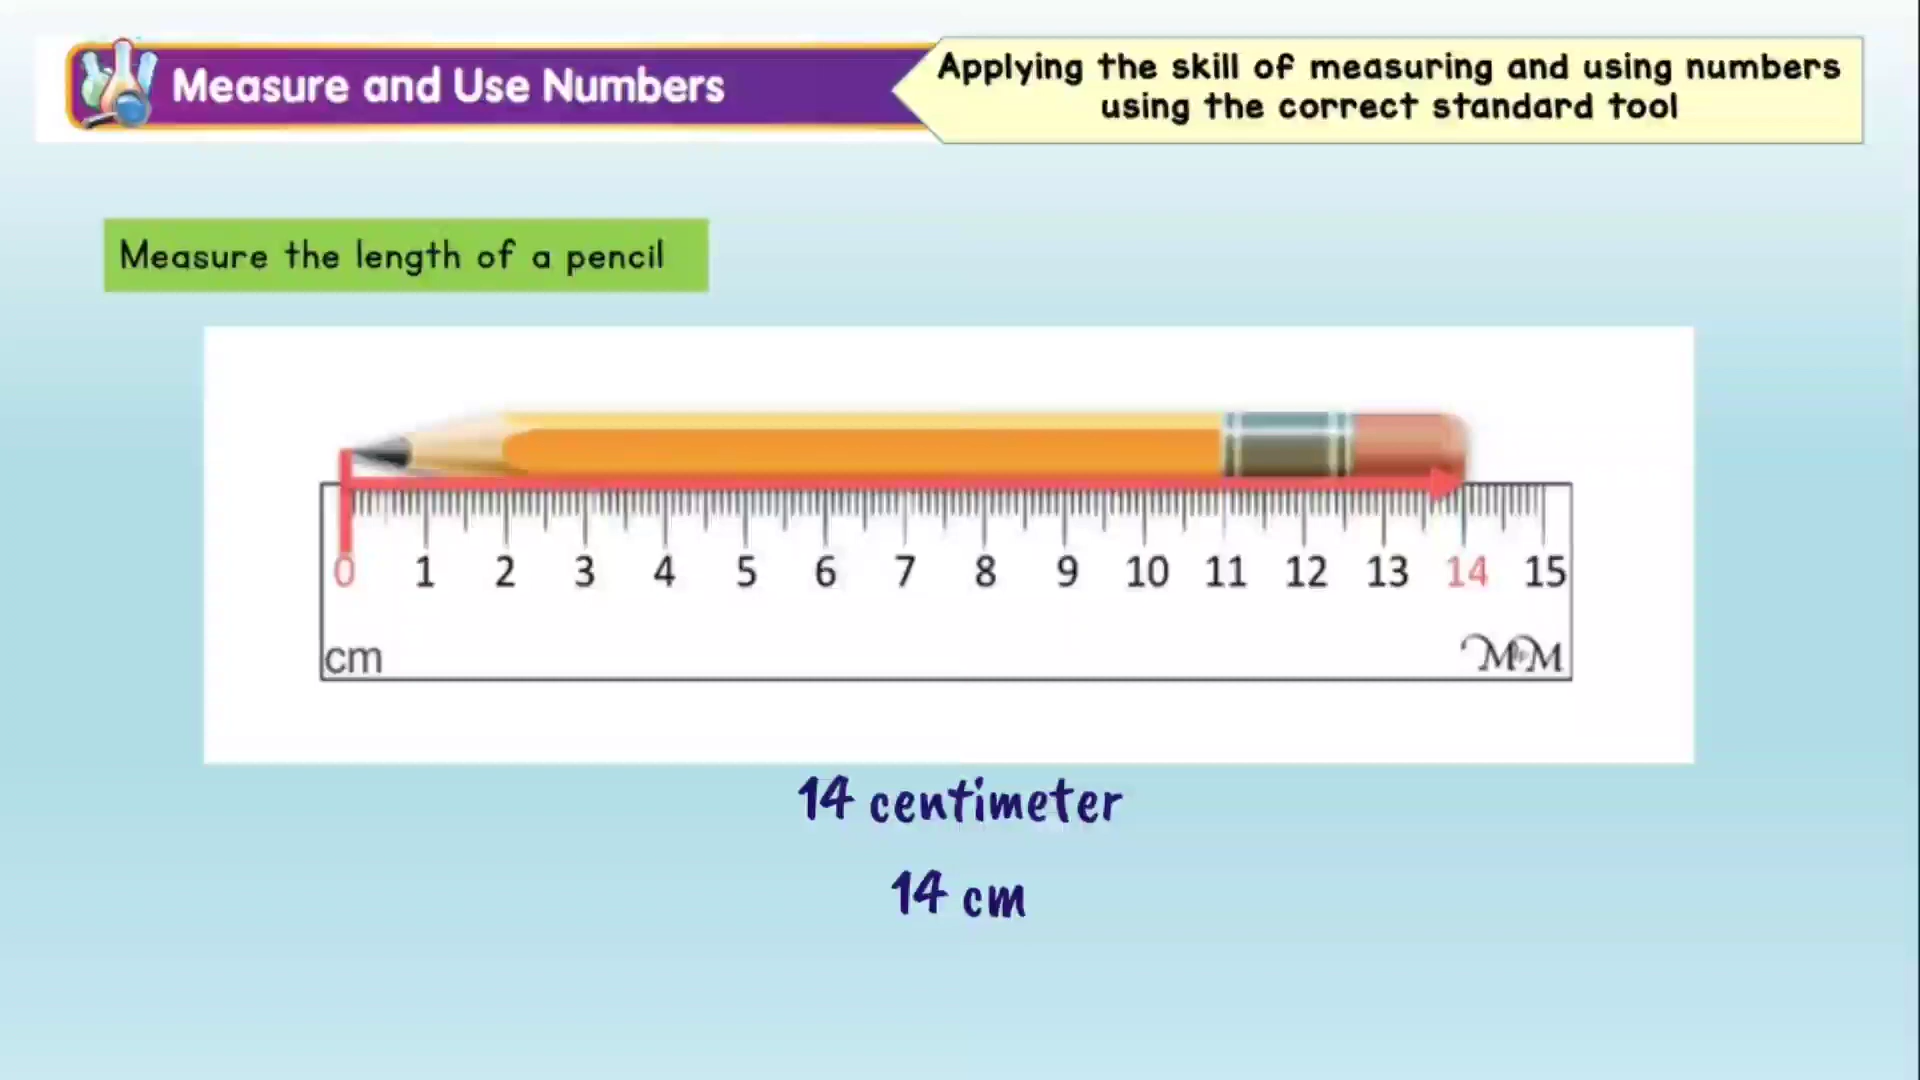 Measure and Use Numbers
Applying the skill of measuring and using numbers
using the correct standard tool
Measure the length of a pencil
0 1 2 3 4 5 6 7 8 9 10 11 12 13 14 15
cm
14 centimeter
14 cm